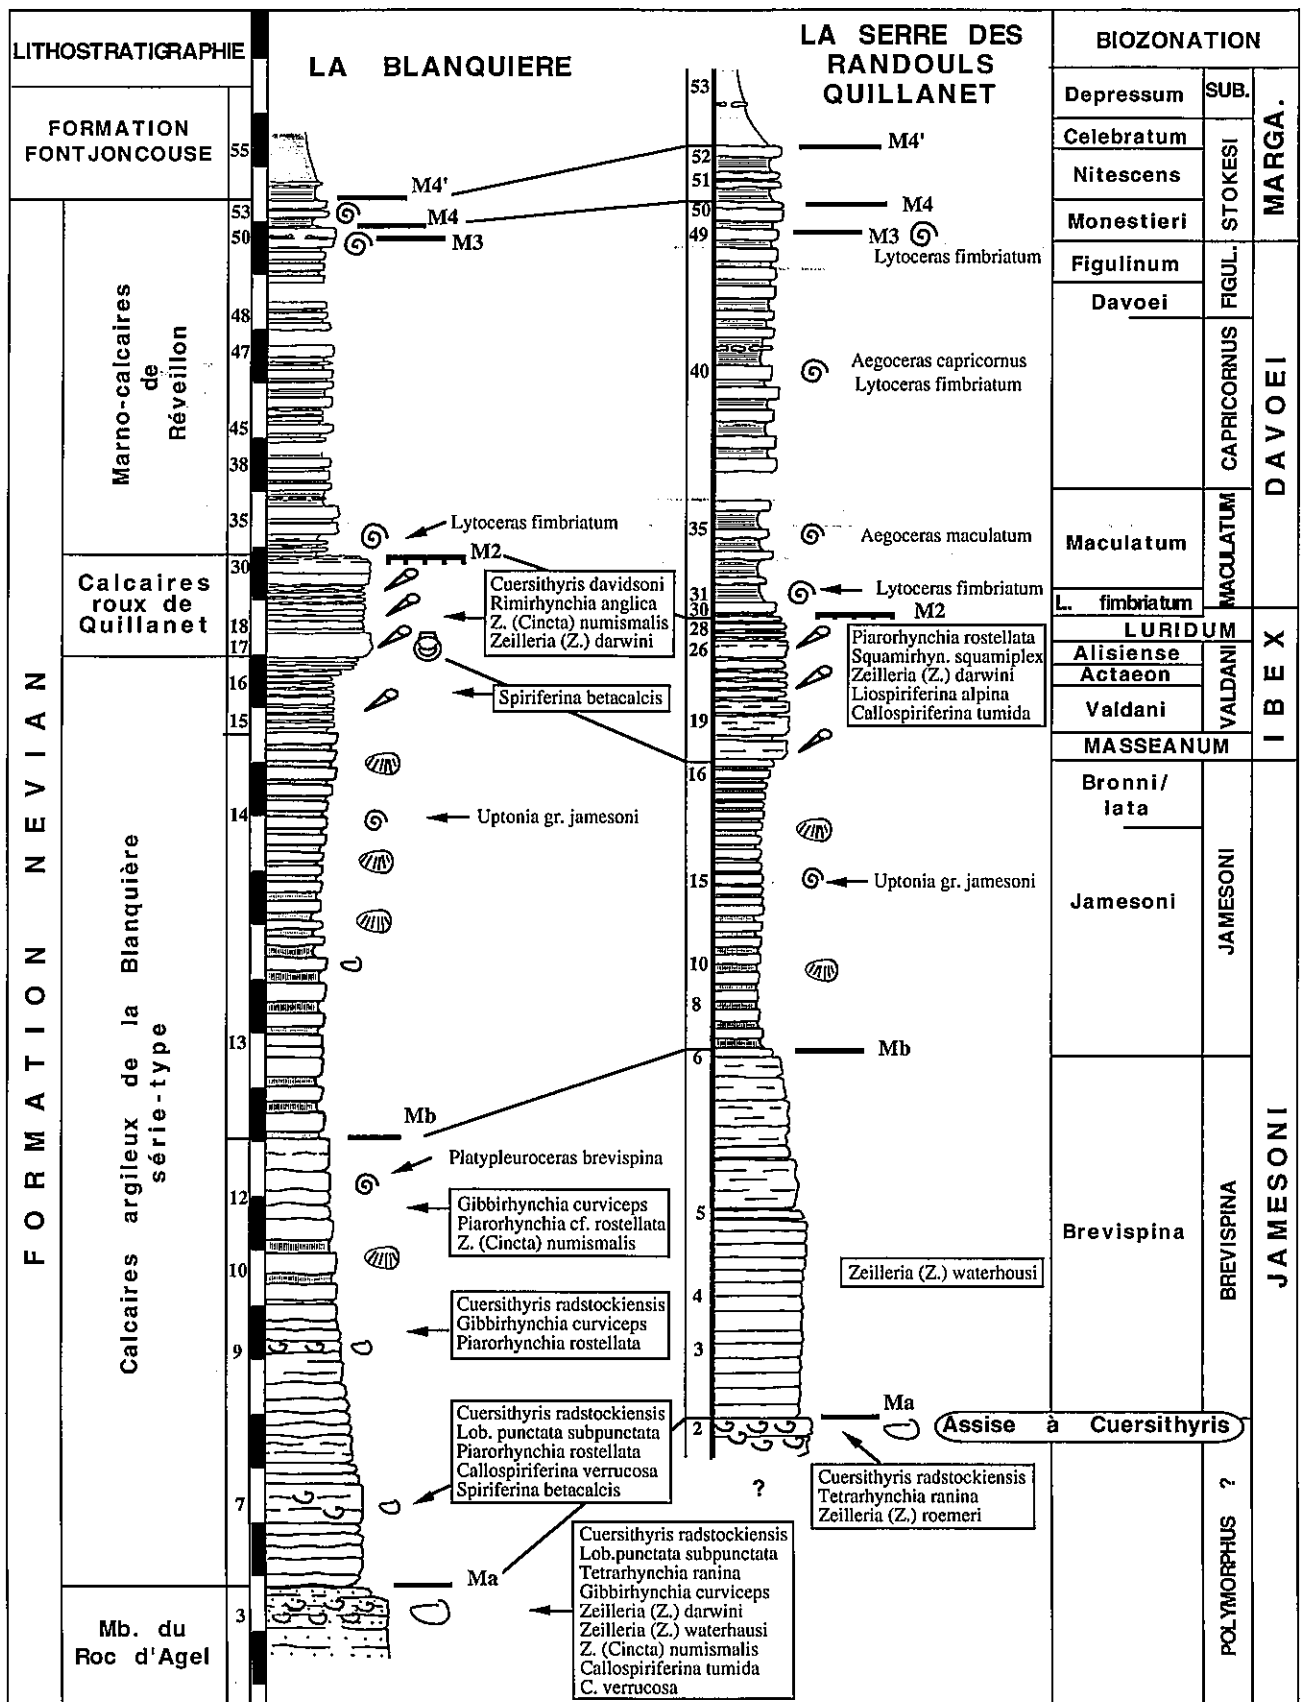 LITHOSTRATIGRAPHIE
LA BLANQUIERE
LA SERRE DES
RANDOULS
QUILLANET
BIOZONATION
FORMATION
FONTJONCOUSE
FORMATION NEVIAN
Marno-calcaires
de
Réveillon
Calcaires
roux de
Quillanet
Calcaires argileux de la Blanquière
série-type
Mb. du
Roc d'Agel
55
53
50
48
47
45
38
35
30
18
17
16
15
14
13
12
10
9
7
3
M4'
M4
M3
Lytoceras fimbriatum
M2
Cuersithyris davidsoni
Rimirhynchia anglica
Z. (Cincta) numismalis
Zeilleria (Z.) darwini
Spiriferina betacalcis
Uptonia gr. jamesoni
Mb
Platypleuroceras brevispina
Gibbirhynchia curviceps
Piarorhynchia cf. rostellata
Z. (Cincta) numismalis
Cuersithyris radstockiensis
Gibbirhynchia curviceps
Piarorhynchia rostellata
Cuersithyris radstockiensis
Lob. punctata subpunctata
Piarorhynchia rostellata
Callospiriferina verrucosa
Spiriferina betacalcis
Ma
Cuersithyris radstockiensis
Lob.punctata subpunctata
Tetrarhynchia ranina
Gibbirhynchia curviceps
Zeilleria (Z.) darwini
Zeilleria (Z.) waterhausi
Z. (Cincta) numismalis
Callospiriferina tumida
C. verrucosa
53
52
51
50
49
40
35
31
30
28
26
19
16
15
10
8
6
5
4
3
2
?
M4'
M4
M3
Lytoceras fimbriatum
Aegoceras capricornus
Lytoceras fimbriatum
Aegoceras maculatum
Lytoceras fimbriatum
M2
Piarorhynchia rostellata
Squamirhyn. squamiplex
Zeilleria (Z.) darwini
Liospiriferina alpina
Callospiriferina tumida
Uptonia gr. jamesoni
Mb
Zeilleria (Z.) waterhousi
Ma
Assise à Cuersithyris
Cuersithyris radstockiensis
Tetrarhynchia ranina
Zeilleria (Z.) roemeri
Depressum
Celebratum
Nitescens
Monestieri
Figulinum
Davoei
Maculatum
L. fimbriatum
LURIDUM
Alisiense
Actaeon
Valdani
MASSEANUM
Bronni/
lata
Jamesoni
Brevispina
SUB.
STOKESI
FIGUL.
CAPRICORNUS
MACULATUM
VALDANI
JAMESONI
BREVISPINA
POLYMORPHUS ?
MARGA.
DAVOEI
IBEX
JAMESONI